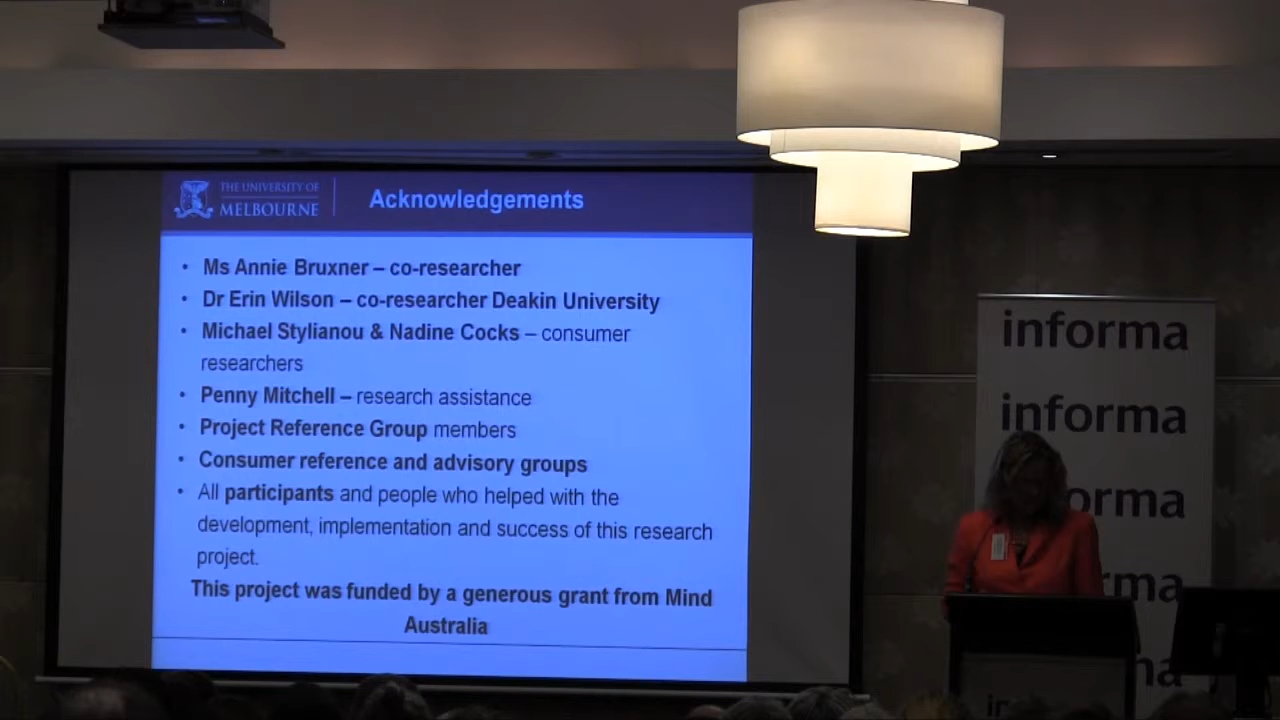 THE UNIVERSITY OF
MELBOURNE
Acknowledgements
• Ms Annie Bruxner – co-researcher
• Dr Erin Wilson – co-researcher Deakin University
• Michael Stylianou & Nadine Cocks – consumer
researchers
• Penny Mitchell – research assistance
• Project Reference Group members
• Consumer reference and advisory groups
• All participants and people who helped with the
development, implementation and success of this research
project.
This project was funded by a generous grant from Mind
Australia
informa
informa
orma
rma
na
in